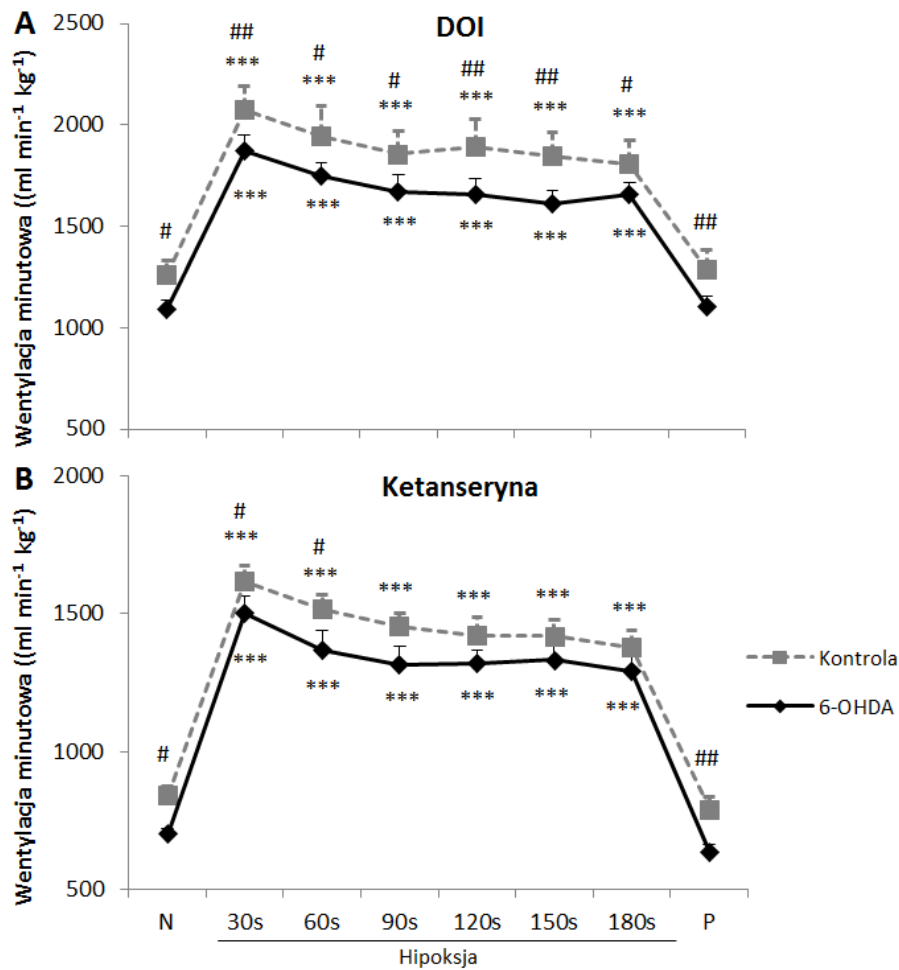 A
DOI
Wentylacja minutowa ((ml min⁻¹ kg⁻¹)
2500
2000
1500
1000
500
# ## # # ## ## # ##
*** *** *** *** *** ***
*** *** *** *** *** ***
B
Ketanseryna
Wentylacja minutowa ((ml min⁻¹ kg⁻¹)
2000
1500
1000
500
# # # ##
*** *** *** *** *** ***
*** *** *** *** *** ***
Kontrola
6-OHDA
N 30s 60s 90s 120s 150s 180s P
Hipoksja